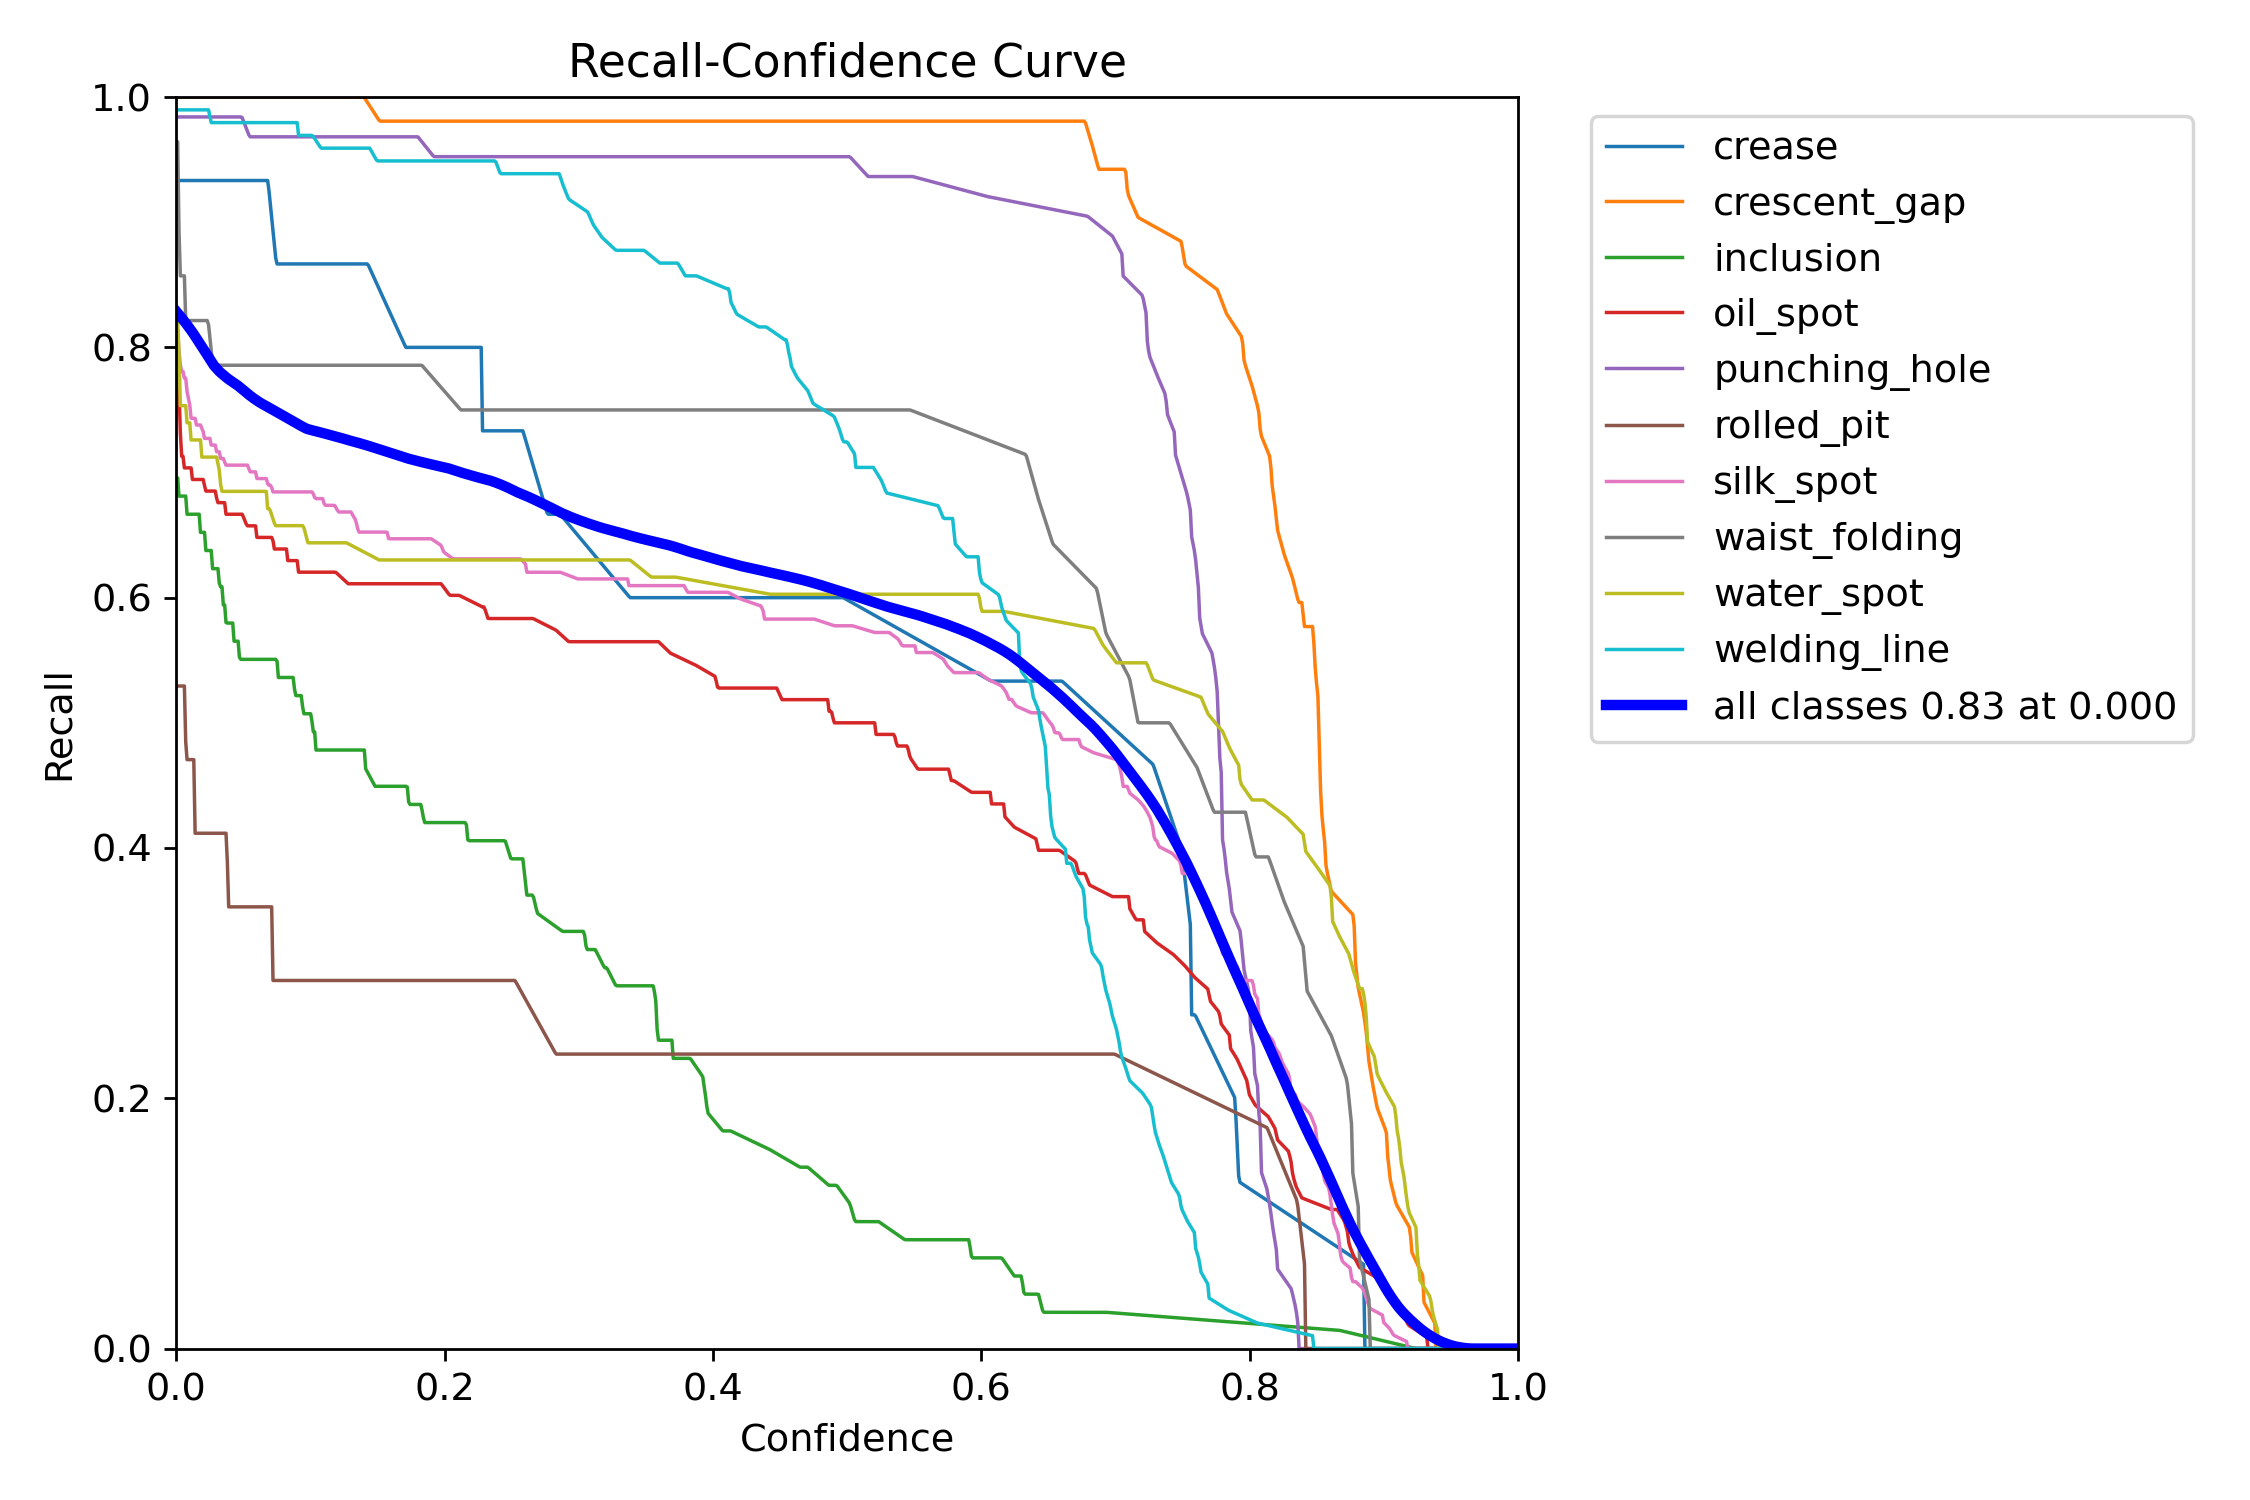 Recall-Confidence Curve
1.0
0.8
0.6
0.4
0.2
0.0
Recall
0.0 0.2 0.4 0.6 0.8 1.0
Confidence
crease
crescent_gap
inclusion
oil_spot
punching_hole
rolled_pit
silk_spot
waist_folding
water_spot
welding_line
all classes 0.83 at 0.000